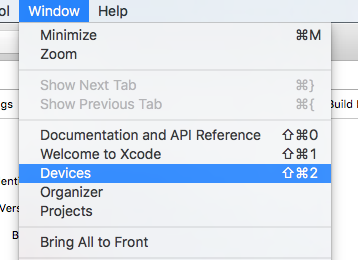 ol Window Help
Minimize ⌘M
Zoom
Show Next Tab ⌘}
Show Previous Tab ⌘{
gs
Build
Documentation and API Reference ⇧⌘0
Welcome to Xcode ⇧⌘1
Devices ⇧⌘2
enti
Organizer
Vers
Projects
B
Bring All to Front